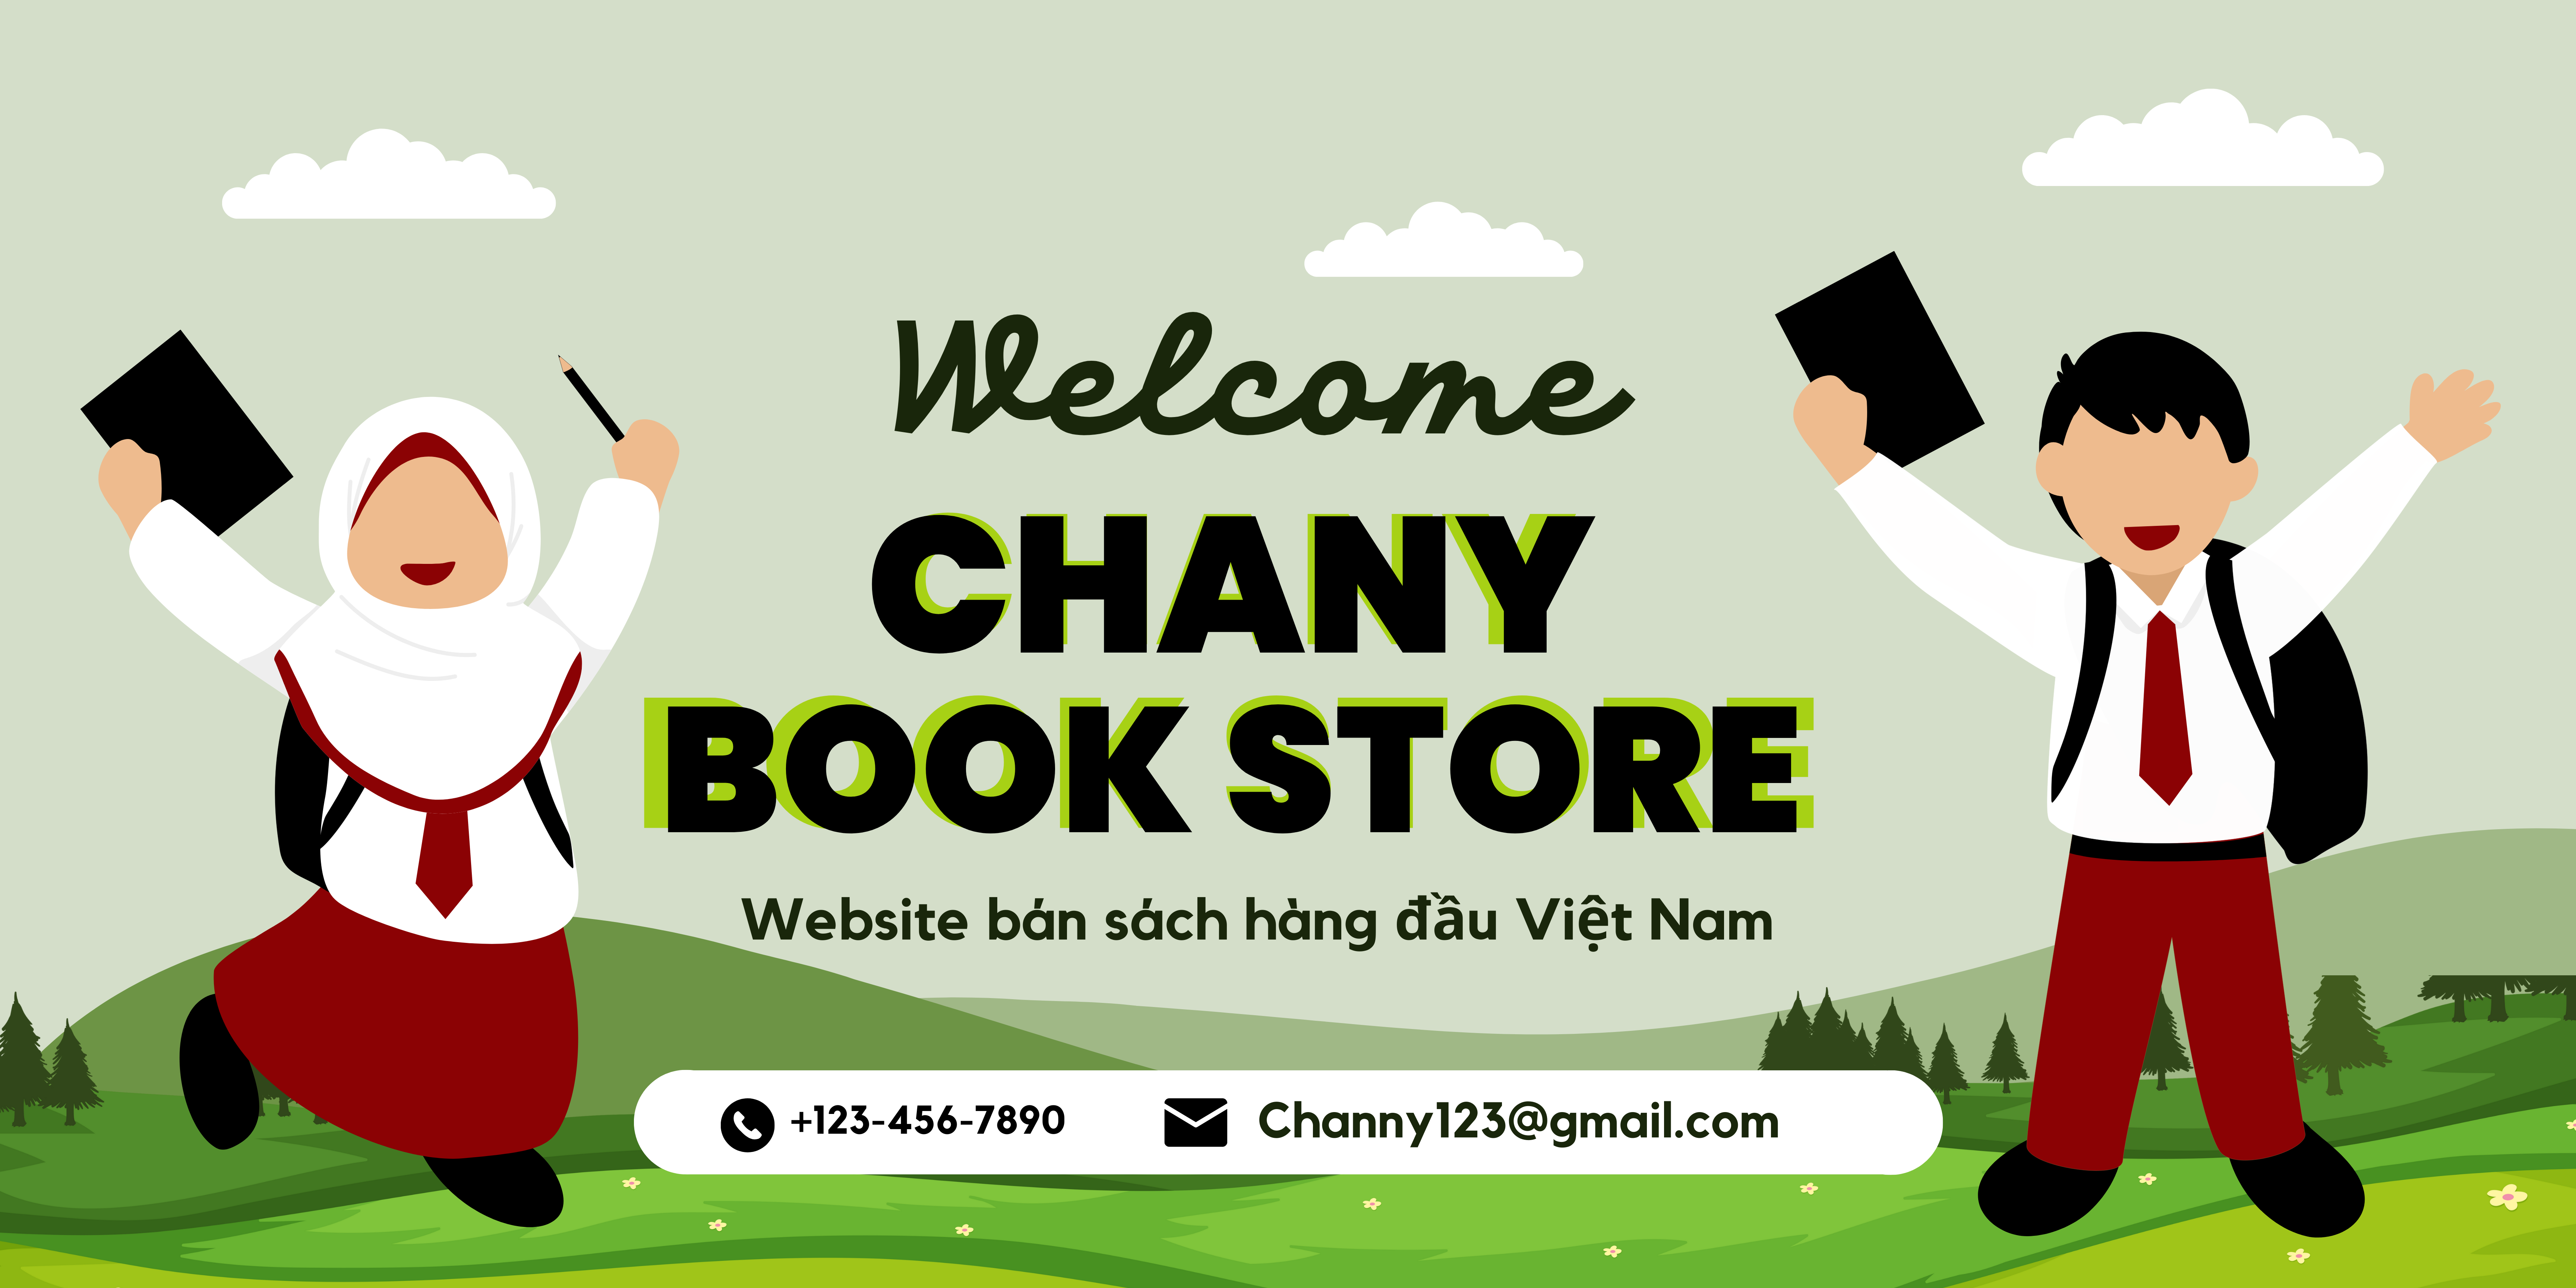 Welcome
CHANY
BOOK STORE
Website bán sách hàng đầu Việt Nam
+123-456-7890 Channy123@gmail.com